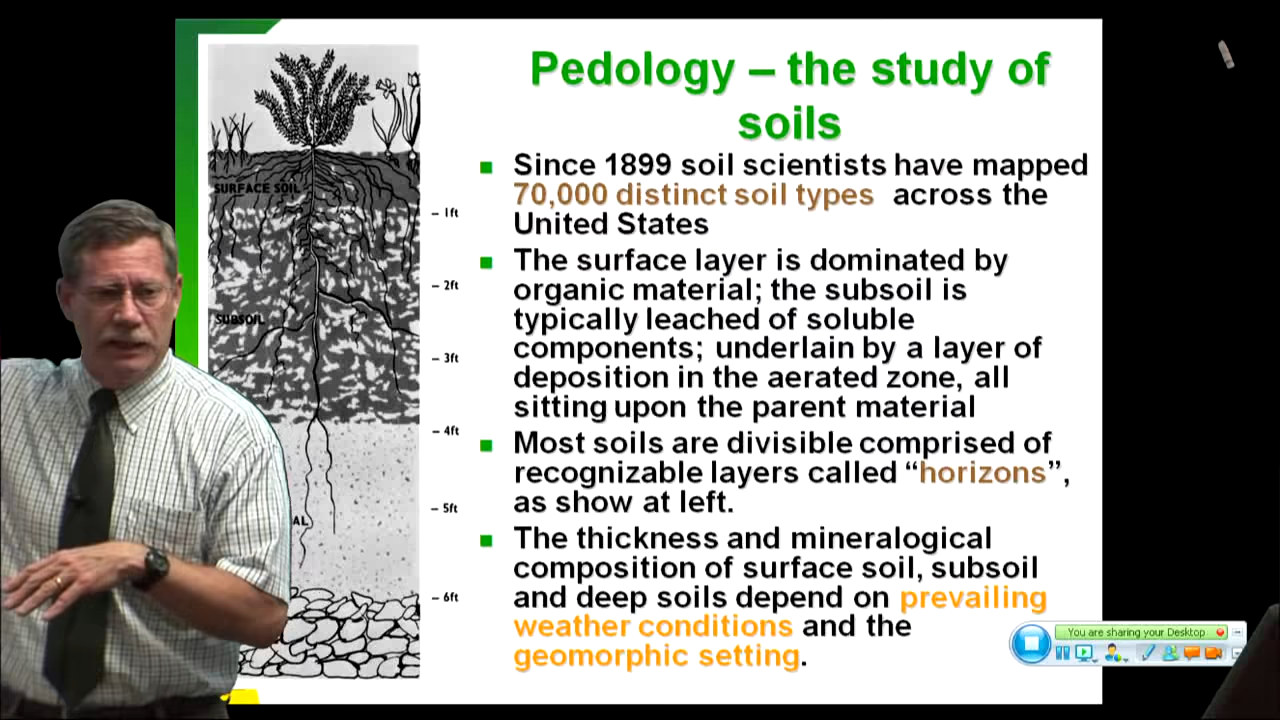 Pedology – the study of
soils
Since 1899 soil scientists have mapped
70,000 distinct soil types across the
United States
The surface layer is dominated by
organic material; the subsoil is
typically leached of soluble
components; underlain by a layer of
deposition in the aerated zone, all
sitting upon the parent material
Most soils are divisible comprised of
recognizable layers called “horizons”,
as show at left.
The thickness and mineralogical
composition of surface soil, subsoil
and deep soils depend on prevailing
weather conditions and the
geomorphic setting.
SURFACE SOIL
SUBSOIL
AL
1ft
2ft
3ft
4ft
5ft
6ft
You are sharing your Desktop